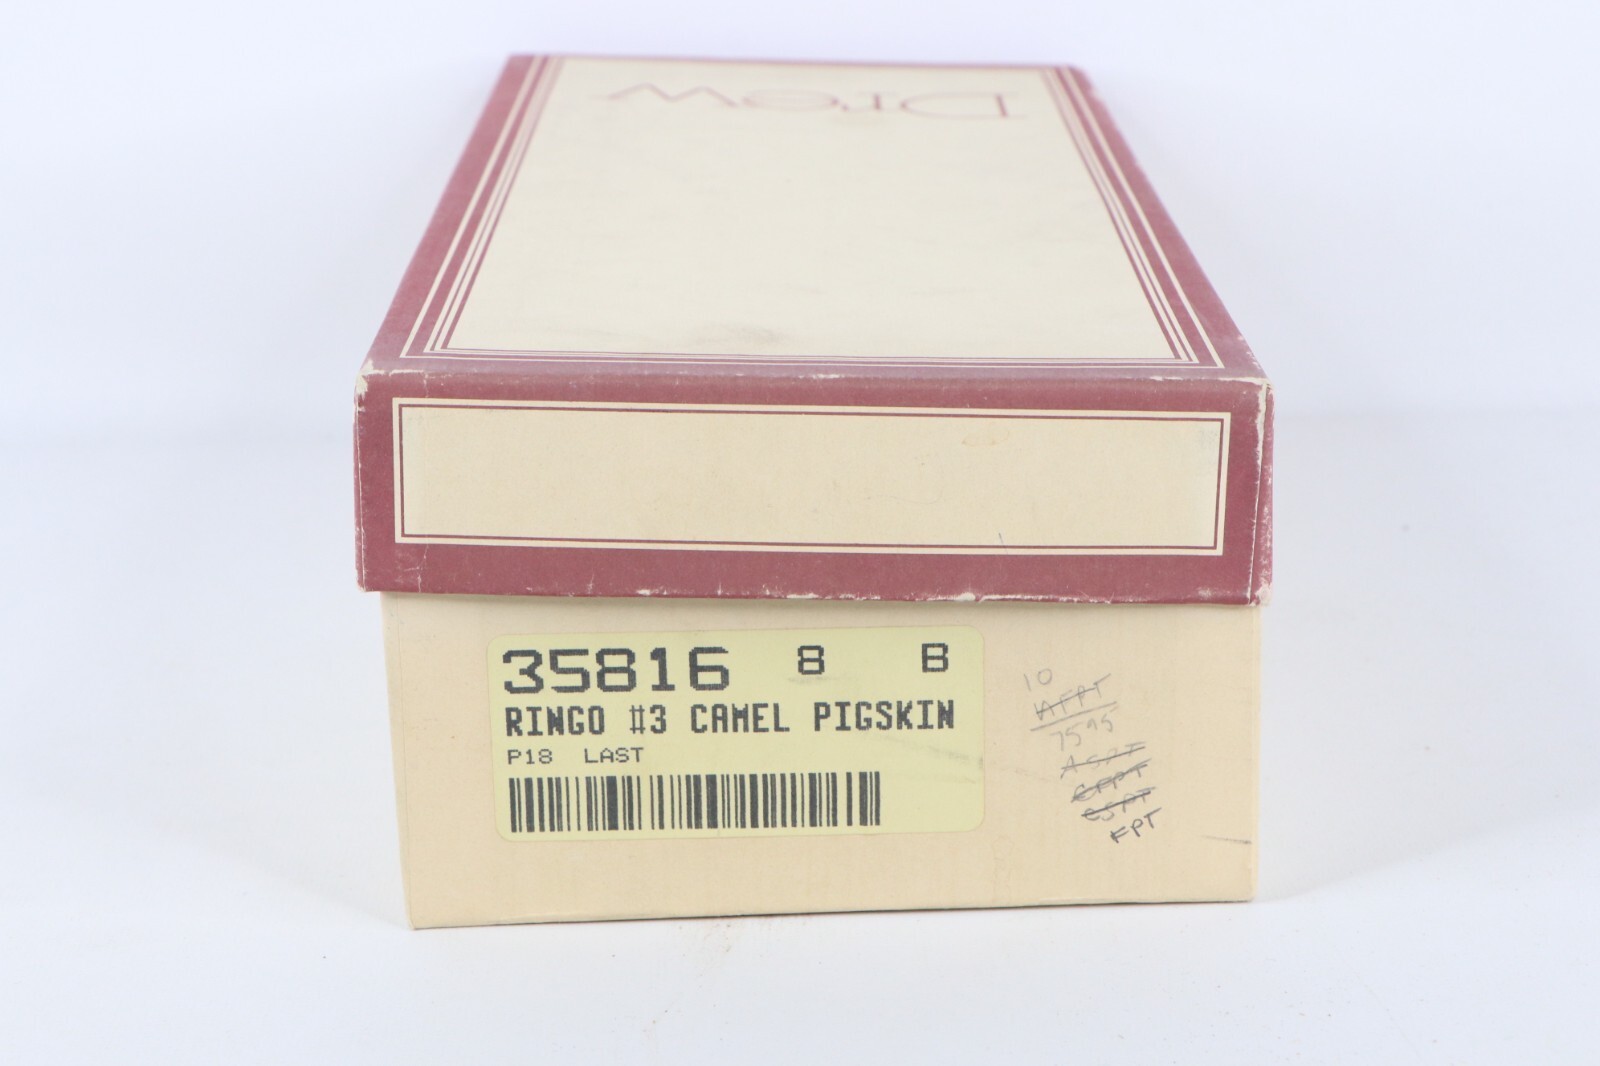 Drew
35816 8 B
RINGO #3 CAMEL PIGSKIN
P18 LAST
10
7595
FPT